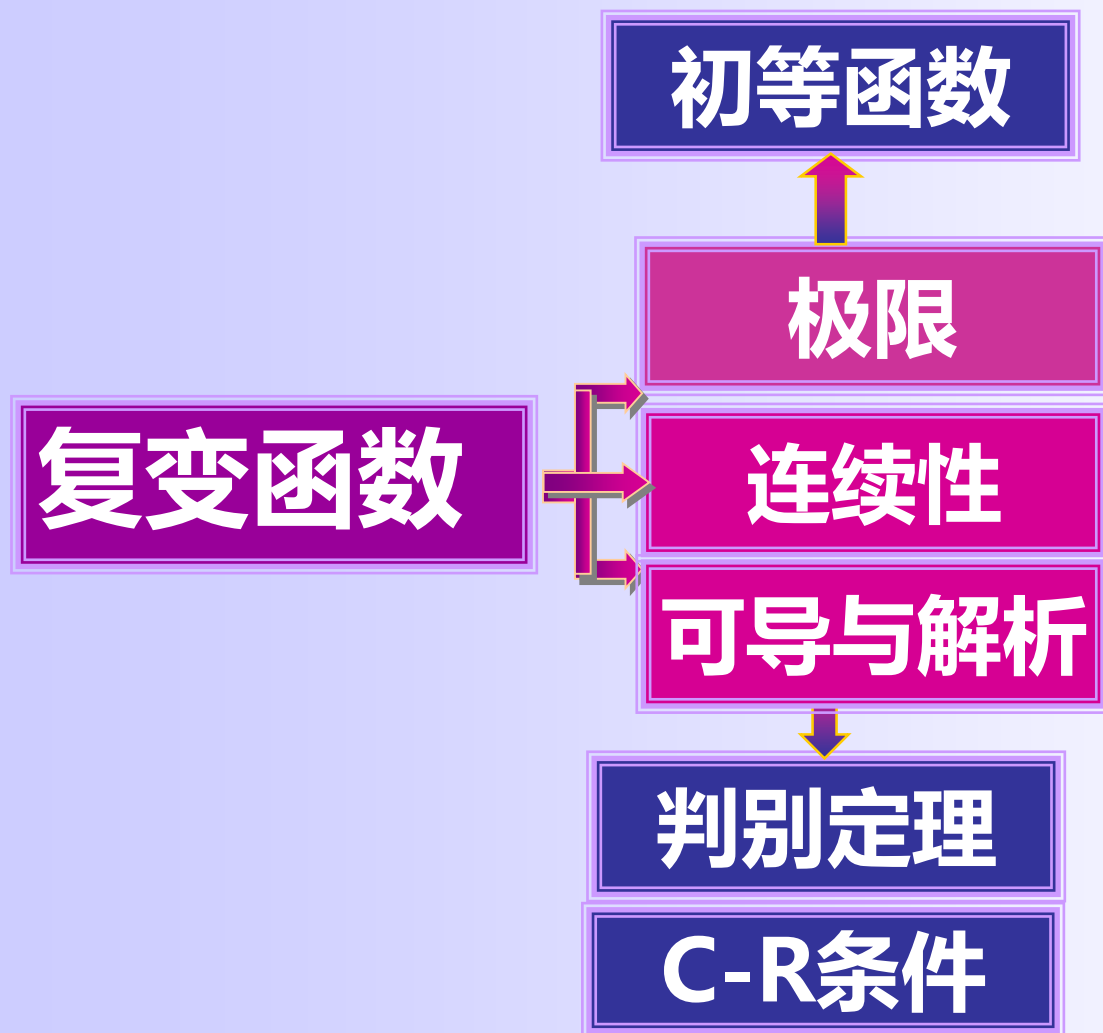 初等函数
极限
复变函数
连续性
可导与解析
判别定理
C-R条件